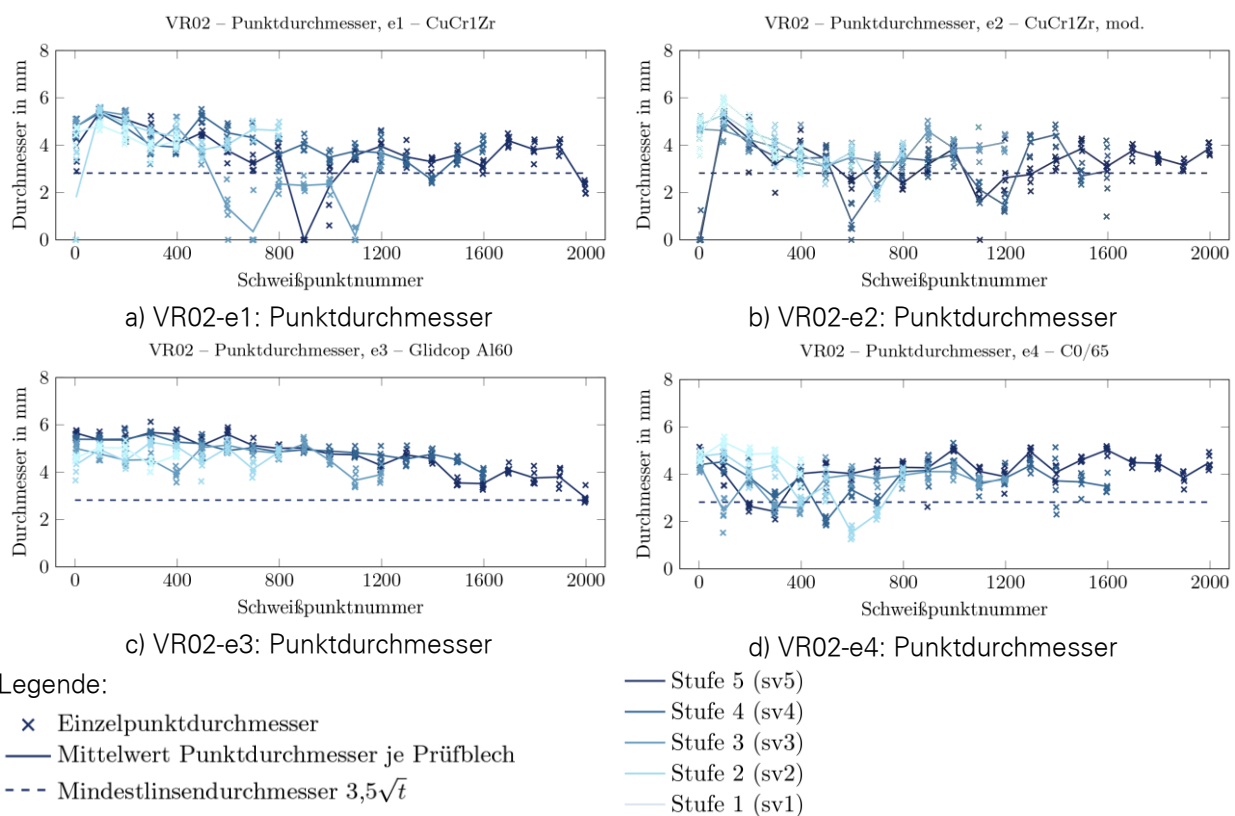 VR02 – Punktdurchmesser, e1 – CuCr1Zr
Durchmesser in mm
8
6
4
2
0
0 400 800 1200 1600 2000
Schweißpunktnummer
a) VR02-e1: Punktdurchmesser
VR02 – Punktdurchmesser, e2 – CuCr1Zr, mod.
Durchmesser in mm
8
6
4
2
0
0 400 800 1200 1600 2000
Schweißpunktnummer
b) VR02-e2: Punktdurchmesser
VR02 – Punktdurchmesser, e3 – Glidcop Al60
Durchmesser in mm
8
6
4
2
0
0 400 800 1200 1600 2000
Schweißpunktnummer
c) VR02-e3: Punktdurchmesser
VR02 – Punktdurchmesser, e4 – C0/65
Durchmesser in mm
8
6
4
2
0
0 400 800 1200 1600 2000
Schweißpunktnummer
d) VR02-e4: Punktdurchmesser
Legende:
Einzelpunktdurchmesser
Mittelwert Punktdurchmesser je Prüfblech
Mindestlinsendurchmesser 3,5√t
Stufe 5 (sv5)
Stufe 4 (sv4)
Stufe 3 (sv3)
Stufe 2 (sv2)
Stufe 1 (sv1)